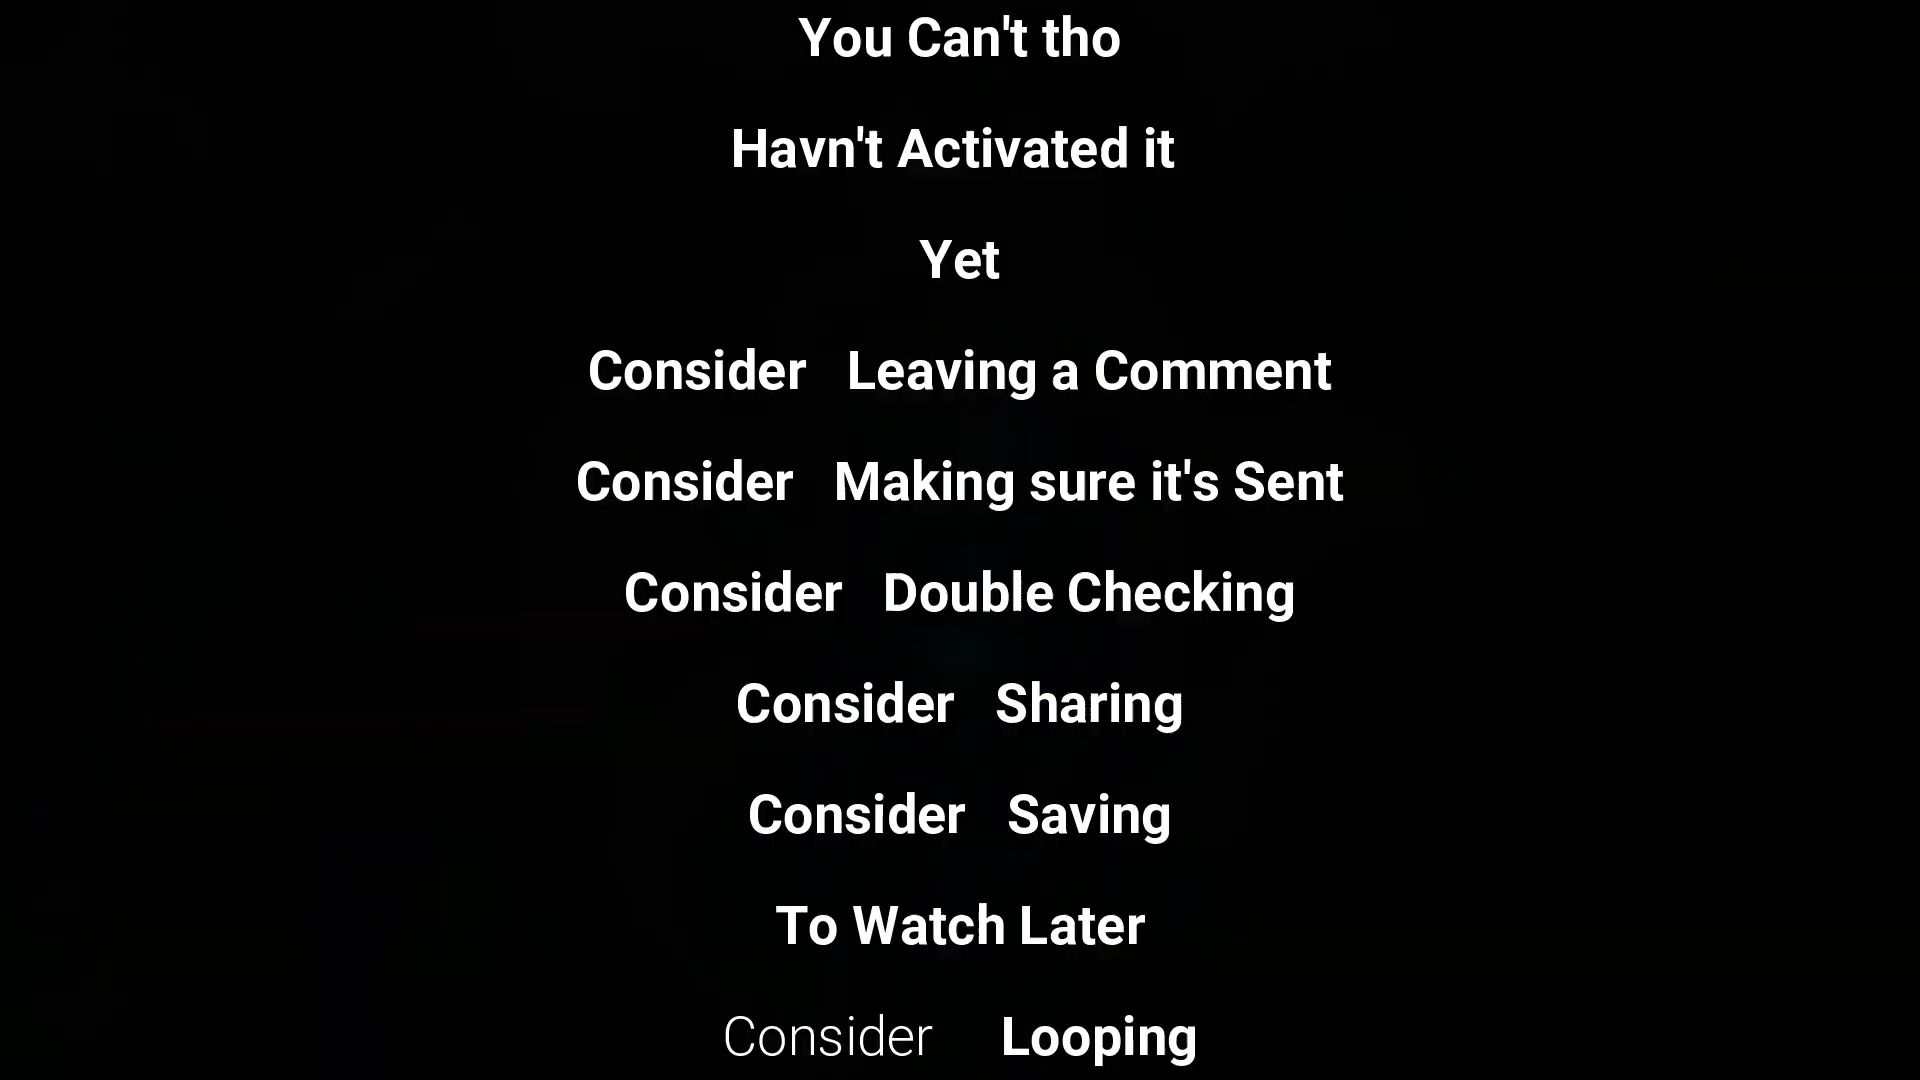 You Can't tho
Havn't Activated it
Yet
Consider Leaving a Comment
Consider Making sure it's Sent
Consider Double Checking
Consider Sharing
Consider Saving
To Watch Later
Consider Looping